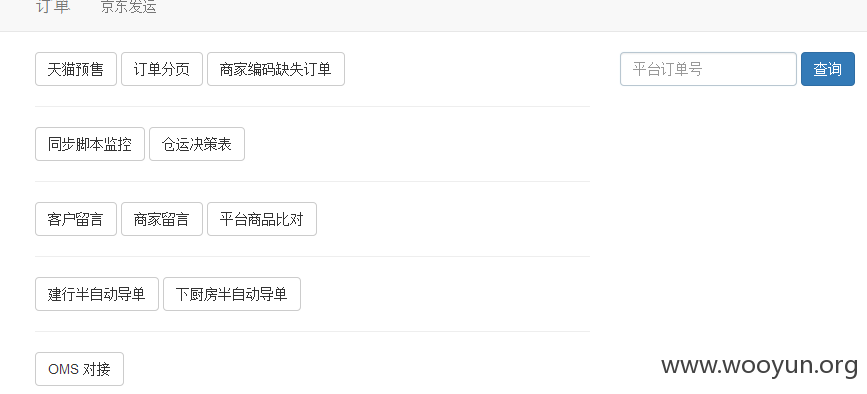 订单 京东发运
天猫预售 订单分页 商家编码缺失订单 平台订单号 查询
同步脚本监控 仓运决策表
客户留言 商家留言 平台商品比对
建行半自动导单 下厨房半自动导单
OMS 对接
www.wooyun.org